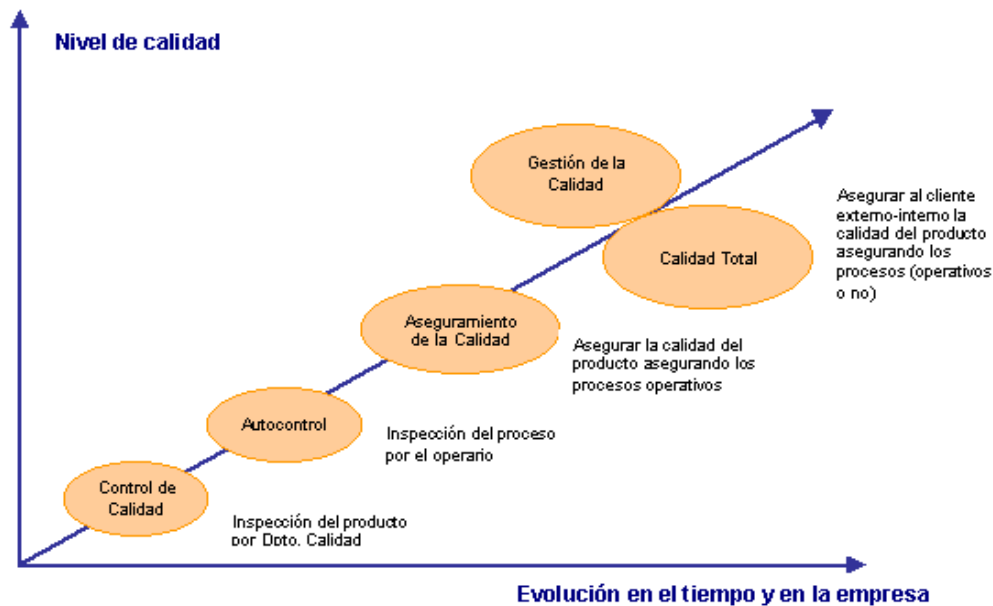 Nivel de calidad
Gestión de la
Calidad
Asegurar al cliente
externo-interno la
calidad del producto
asegurando los
procesos (operativos
o no)
Calidad Total
Aseguramiento
de la Calidad
Asegurar la calidad del
producto asegurando los
procesos operativos
Autocontrol
Inspección del proceso
por el operario
Control de
Calidad
Inspección del producto
por Dpto. Calidad
Evolución en el tiempo y en la empresa